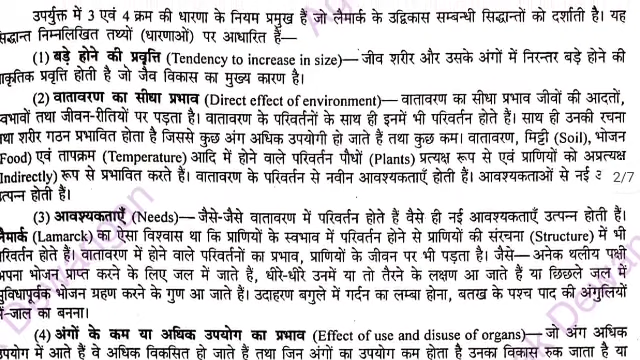 उपर्युक्त में 3 एवं 4 क्रम की धारणा के नियम प्रमुख हैं जो लैमार्क के उद्विकास सम्बन्धी सिद्धान्तों को दर्शाती है। यह
सिद्धान्त निम्नलिखित तथ्यों (धारणाओं) पर आधारित है—
(1) बड़े होने की प्रवृत्ति (Tendency to increase in size)— जीव शरीर और उसके अंगों में निरन्तर बड़े होने की
प्राकृतिक प्रवृत्ति होती है जो जैव विकास का मुख्य कारण है।
(2) वातावरण का सीधा प्रभाव (Direct effect of environment)— वातावरण का सीधा प्रभाव जीवों की आदतों,
स्वभावों तथा जीवन-रीतियों पर पड़ता है। वातावरण के परिवर्तनों के साथ ही इनमें भी परिवर्तन होते हैं। साथ ही उनकी रचना
तथा शरीर गठन प्रभावित होता है जिससे कुछ अंग अधिक उपयोगी हो जाते हैं तथा कुछ कम। वातावरण, मिट्टी (Soil), भोजन
(Food) एवं तापक्रम (Temperature) आदि में होने वाले परिवर्तन पौधों (Plants) प्रत्यक्ष रूप से एवं प्राणियों को अप्रत्यक्ष
(Indirectly) रूप से प्रभावित करते हैं। वातावरण के परिवर्तन से नवीन आवश्यकताएँ होती हैं। आवश्यकताओं से नई 2/7
उत्पन्न होती हैं।
(3) आवश्यकताएँ (Needs)— जैसे-जैसे वातावरण में परिवर्तन होते हैं वैसे ही नई आवश्यकताएँ उत्पन्न होती हैं।
लैमार्क (Lamarck) का ऐसा विश्वास था कि प्राणियों के स्वभाव में परिवर्तन होने से प्राणियों की संरचना (Structure) में भी
परिवर्तन होते हैं। वातावरण में होने वाले परिवर्तनों का प्रभाव, प्राणियों के जीवन पर भी पड़ता है। जैसे— अनेक थलीय पक्षी
अपना भोजन प्राप्त करने के लिए जल में जाते हैं, धीरे-धीरे उनमें या तो तैरने के लक्षण आ जाते हैं या छिछले जल में
सुविधापूर्वक भोजन ग्रहण करने के गुण आ जाते हैं। उदाहरण बगुले में गर्दन का लम्बा होना, बतख के पश्च पाद की अंगुलियों
में-जाल का बनना।
(4) अंगों के कम या अधिक उपयोग का प्रभाव (Effect of use and disuse of organs)— जो अंग अधिक
उपयोग में आते हैं वे अधिक विकसित हो जाते हैं तथा जिन अंगों का उपयोग कम होता है उनका विकास रुक जाता है या